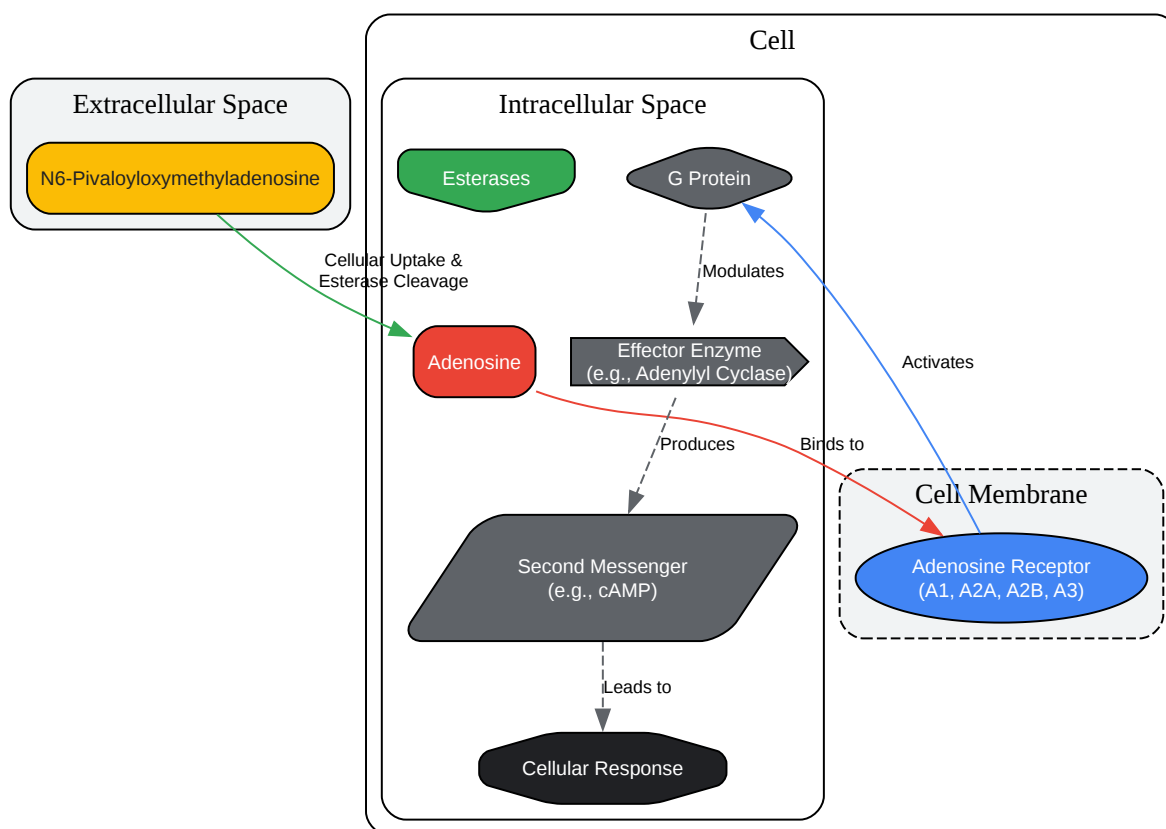 Cell
Extracellular Space
Intracellular Space
N6-Pivaloyloxymethyladenosine
Esterases
G Protein
Cellular Uptake &
Esterase Cleavage
Modulates
Adenosine
Effector Enzyme
(e.g., Adenylyl Cyclase)
Activates
Produces
Binds to
Cell Membrane
Second Messenger
(e.g., cAMP)
Adenosine Receptor
(A1, A2A, A2B, A3)
Leads to
Cellular Response